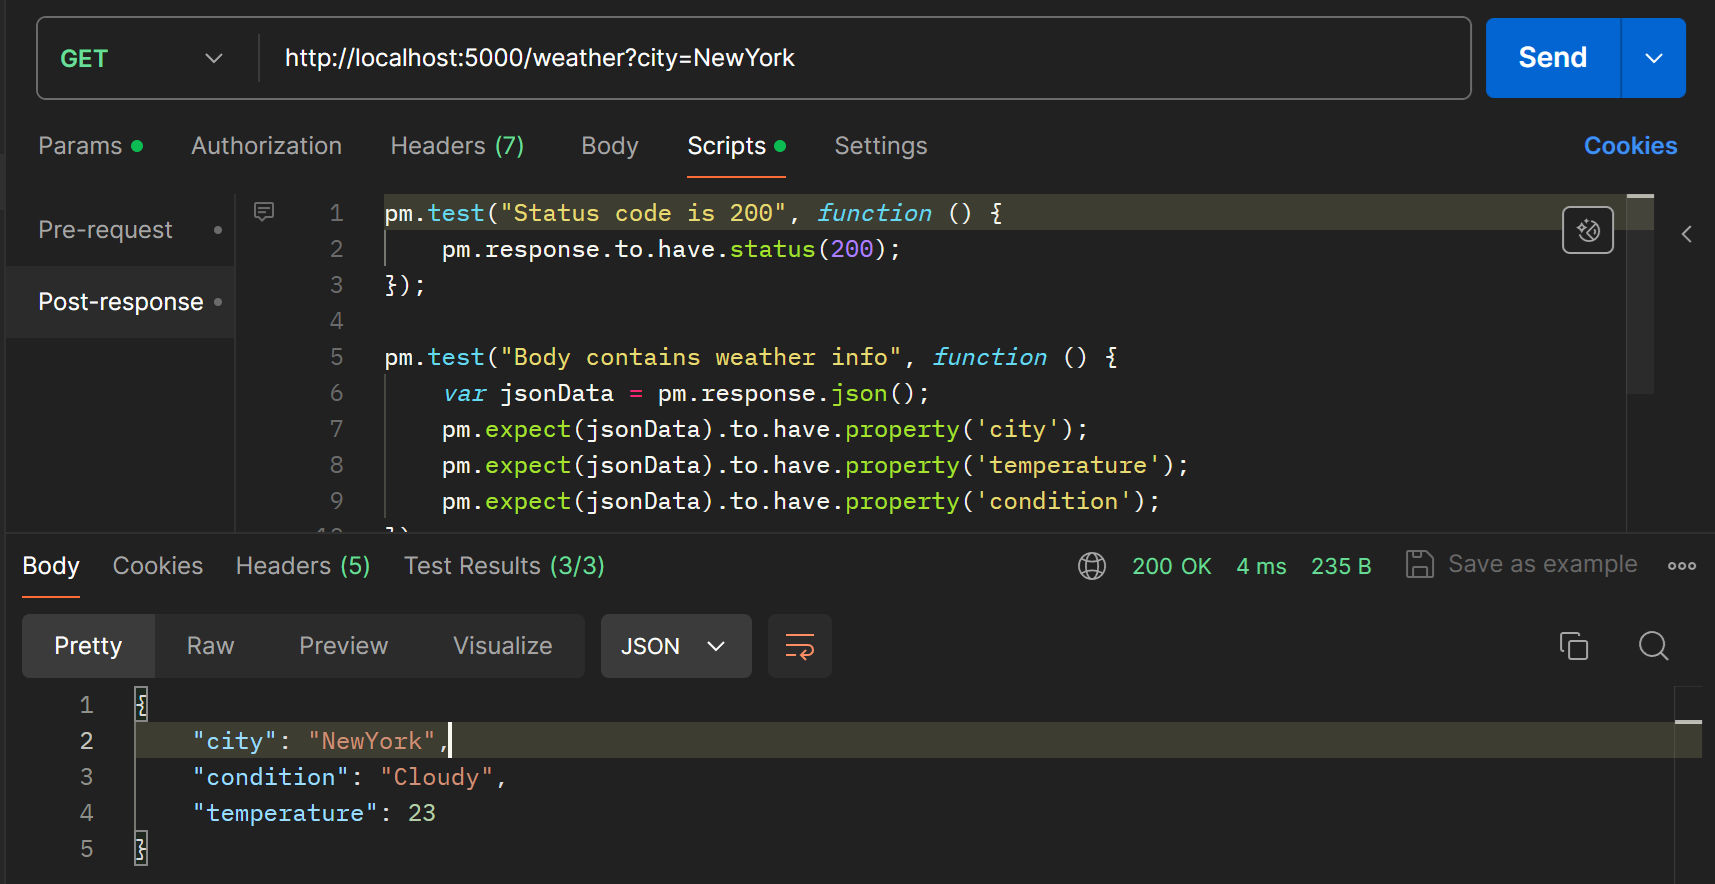 GET http://localhost:5000/weather?city=NewYork Send
Params Authorization Headers (7) Body Scripts Settings Cookies
Pre-request
Post-response
1 pm.test("Status code is 200", function () {
2 pm.response.to.have.status(200);
3 });
4
5 pm.test("Body contains weather info", function () {
6 var jsonData = pm.response.json();
7 pm.expect(jsonData).to.have.property('city');
8 pm.expect(jsonData).to.have.property('temperature');
9 pm.expect(jsonData).to.have.property('condition');
Body Cookies Headers (5) Test Results (3/3) 200 OK 4 ms 235 B Save as example
Pretty Raw Preview Visualize JSON
1 {
2 "city": "NewYork",
3 "condition": "Cloudy",
4 "temperature": 23
5 }